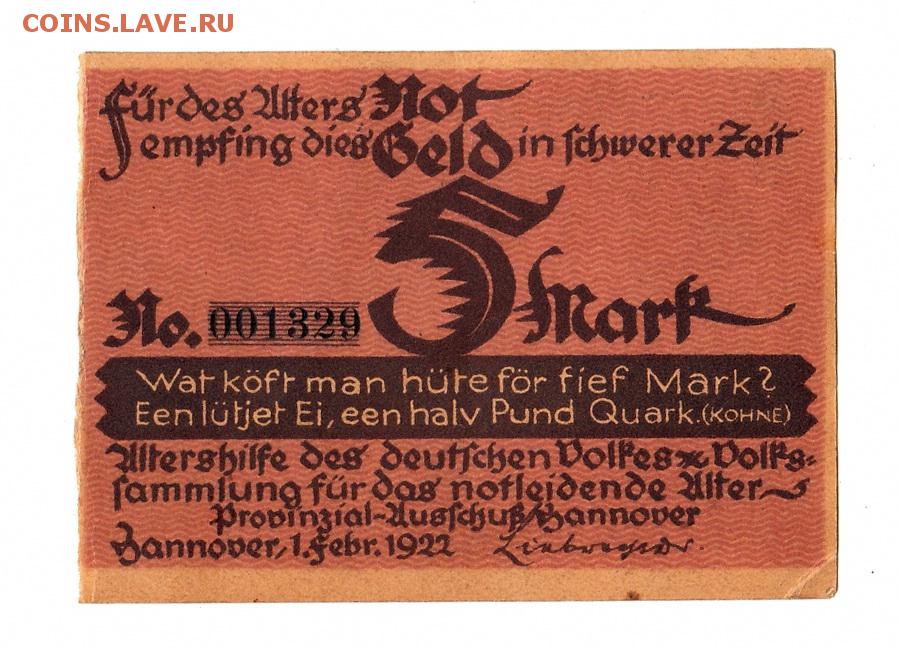 COINS.LAVE.RU
Für des Alters Not
empfing dies Geld in schwerer Zeit
5 Mark
No. 001329
Wat köft man hüte för fief Mark?
Een lütjet Ei, een halv Pund Quark. (KOHNE)
Altershilfe des deutschen Volkes Volks-
sammlung für das notleidende Alter
Provinzial-Ausschuß Hannover
Hannover, 1. Febr. 1922